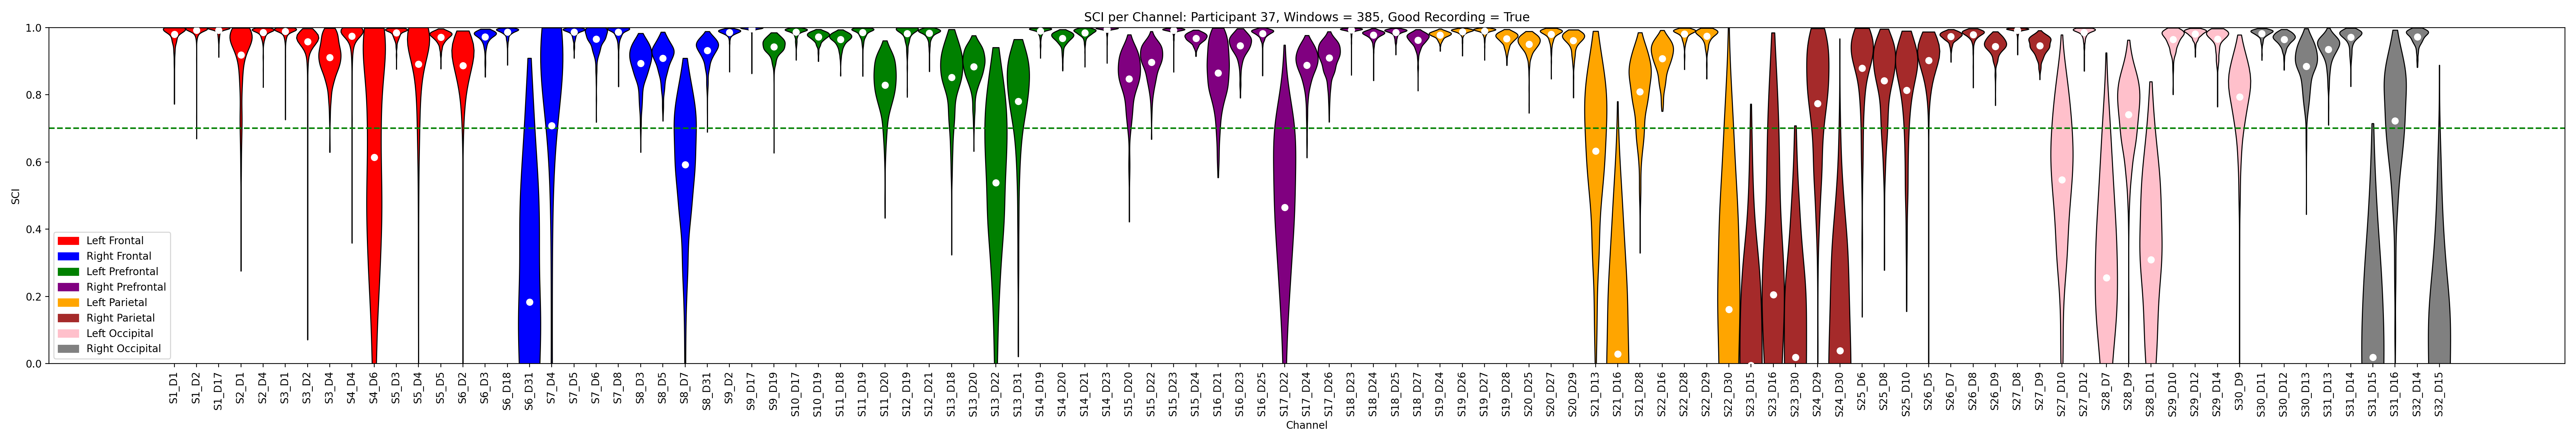 SCI per Channel: Participant 37, Windows = 385, Good Recording = True
SCI
1.0
0.8
0.6
0.4
0.2
0.0
Left Frontal
Right Frontal
Left Prefrontal
Right Prefrontal
Left Parietal
Right Parietal
Left Occipital
Right Occipital
S1_D1
S1_D2
S1_D17
S2_D1
S2_D4
S3_D1
S3_D2
S3_D4
S4_D4
S4_D6
S5_D3
S5_D4
S5_D5
S6_D2
S6_D3
S6_D18
S6_D31
S7_D4
S7_D5
S7_D6
S7_D8
S8_D3
S8_D5
S8_D7
S8_D31
S9_D2
S9_D17
S9_D19
S10_D17
S10_D19
S11_D18
S11_D19
S11_D20
S12_D19
S12_D21
S13_D18
S13_D20
S13_D22
S13_D31
S14_D19
S14_D20
S14_D21
S14_D23
S15_D20
S15_D22
S15_D23
S15_D24
S16_D21
S16_D23
S16_D25
S17_D22
S17_D24
S17_D26
S18_D23
S18_D24
S18_D25
S18_D27
S19_D24
S19_D26
S19_D27
S19_D28
S20_D25
S20_D27
S20_D29
S21_D13
S21_D16
S21_D28
S22_D16
S22_D28
S22_D29
S22_D30
S23_D15
S23_D16
S23_D30
S24_D29
S24_D30
S25_D6
S25_D8
S25_D10
S26_D5
S26_D7
S26_D8
S26_D9
S27_D8
S27_D9
S27_D10
S27_D12
S28_D7
S28_D9
S28_D11
S29_D10
S29_D12
S29_D14
S30_D9
S30_D11
S30_D12
S30_D13
S31_D13
S31_D14
S31_D15
S31_D16
S32_D14
S32_D15
Channel